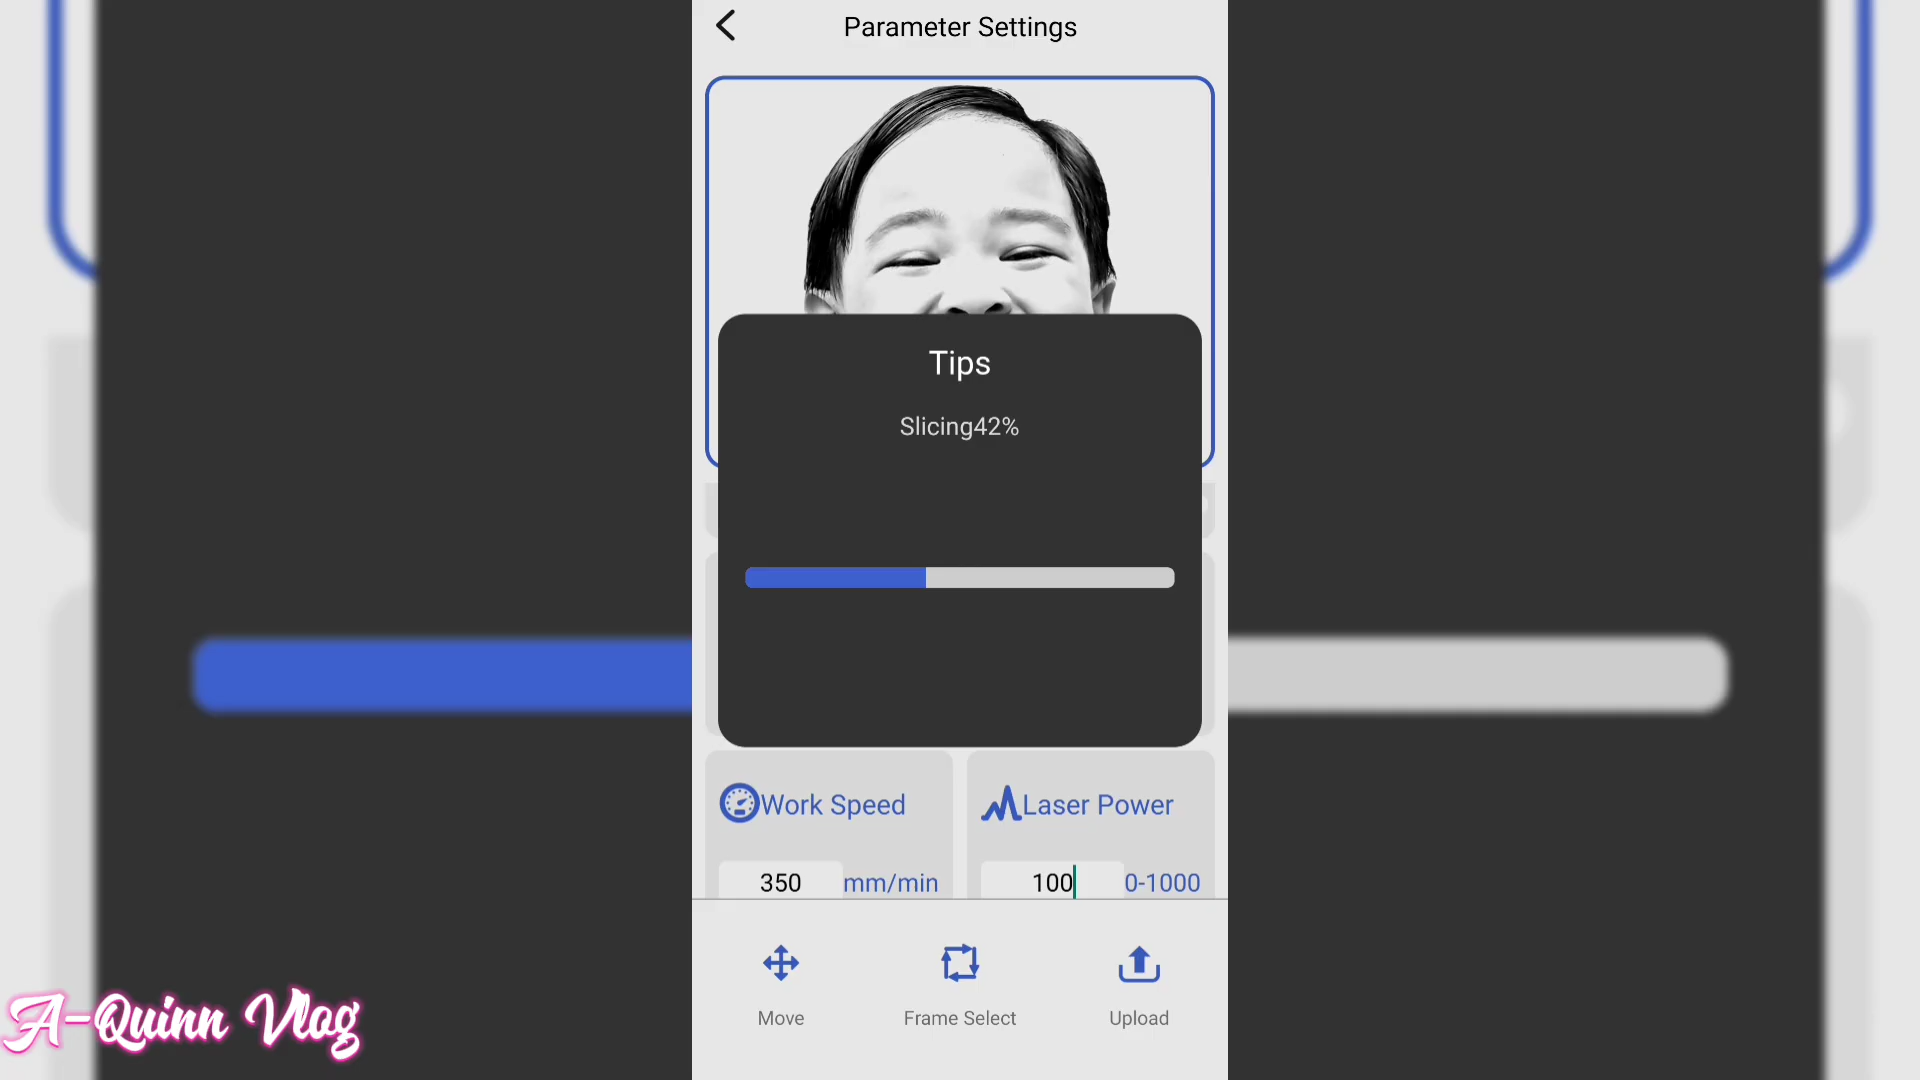 Parameter Settings
Tips
Slicing42%
Work Speed
Laser Power
350 mm/min
100 0-1000
Move
Frame Select
Upload
A-Quinn Vlog